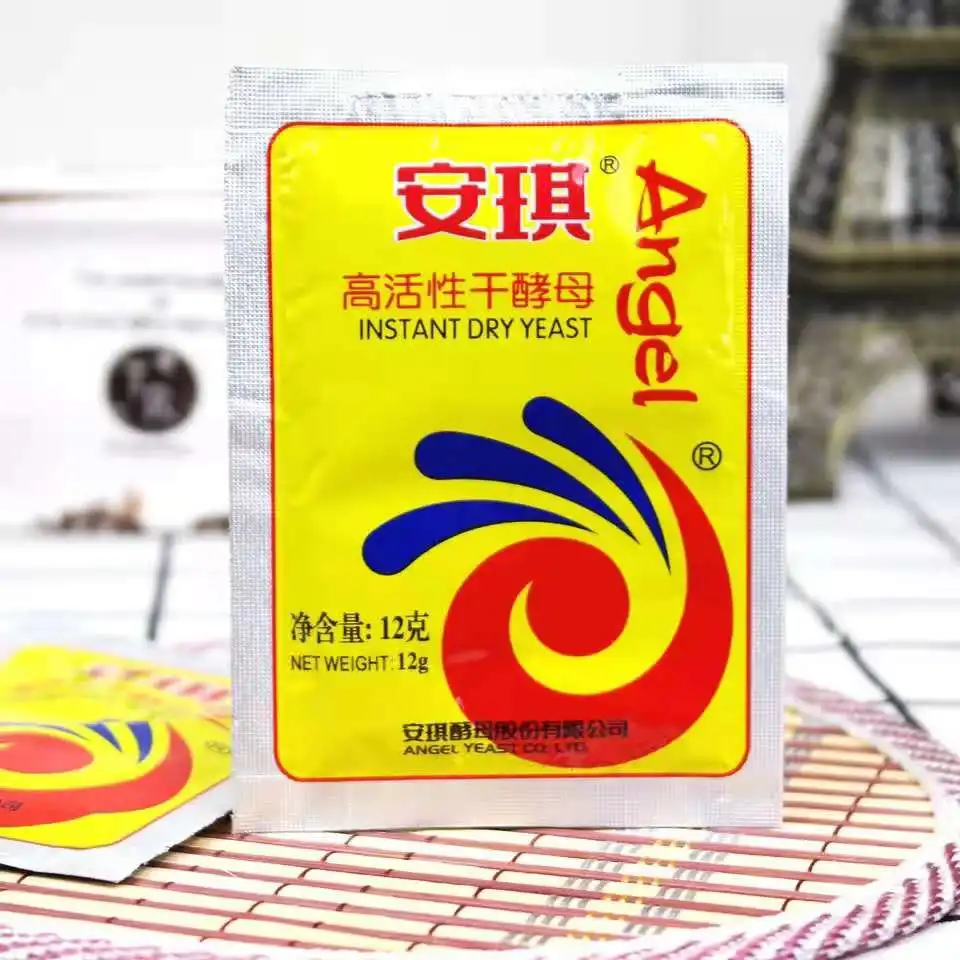 安琪®
Angel
®
高活性干酵母
INSTANT DRY YEAST
净含量: 12克
NET WEIGHT: 12g
安琪酵母股份有限公司
ANGEL YEAST CO., LTD.